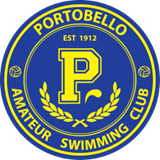 PORTOBELLO
EST 1912
P
AMATEUR SWIMMING CLUB